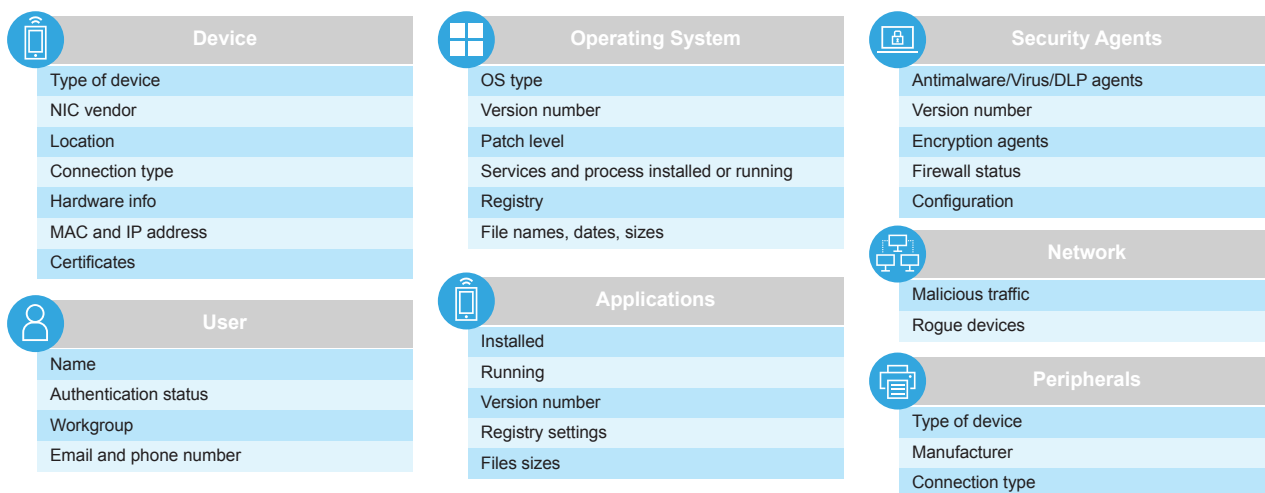 Device
Type of device
NIC vendor
Location
Connection type
Hardware info
MAC and IP address
Certificates
User
Name
Authentication status
Workgroup
Email and phone number
Operating System
OS type
Version number
Patch level
Services and process installed or running
Registry
File names, dates, sizes
Applications
Installed
Running
Version number
Registry settings
Files sizes
Security Agents
Antimalware/Virus/DLP agents
Version number
Encryption agents
Firewall status
Configuration
Network
Malicious traffic
Rogue devices
Peripherals
Type of device
Manufacturer
Connection type